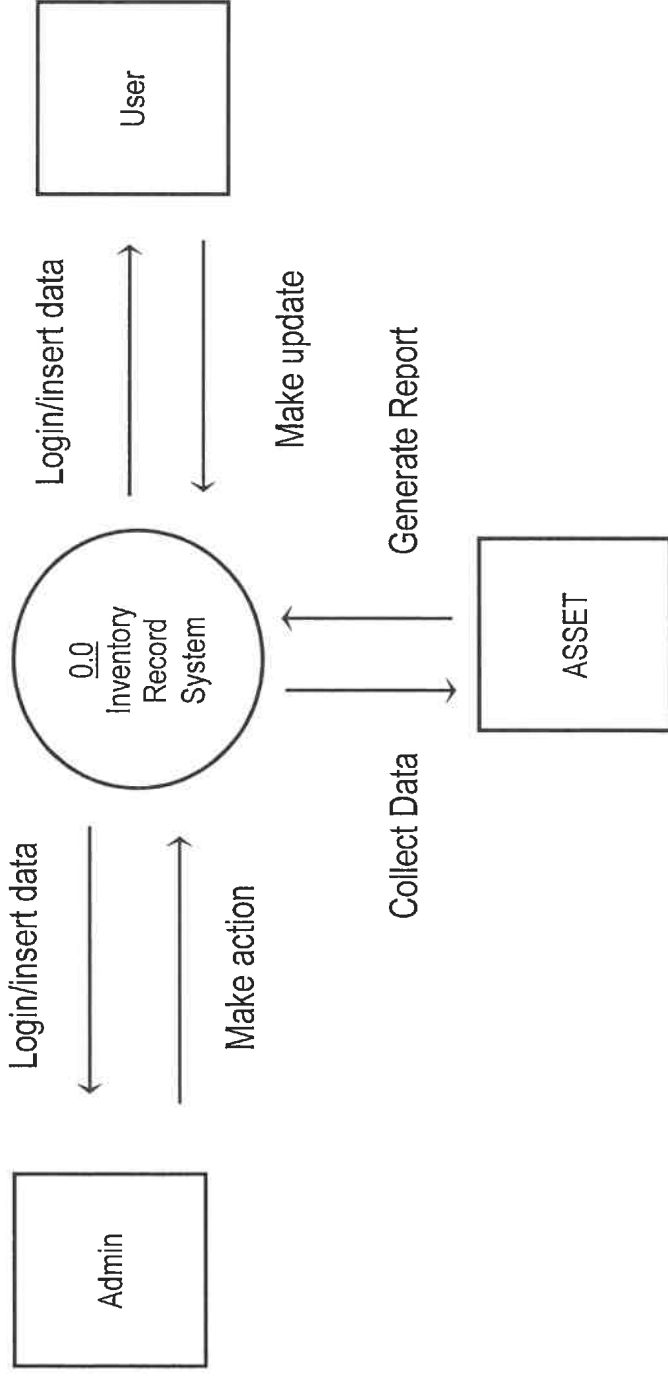 Login/insert data
Login/insert data
Admin
0.0
Inventory
Record
System
User
Make action
Make update
Collect Data
Generate Report
ASSET